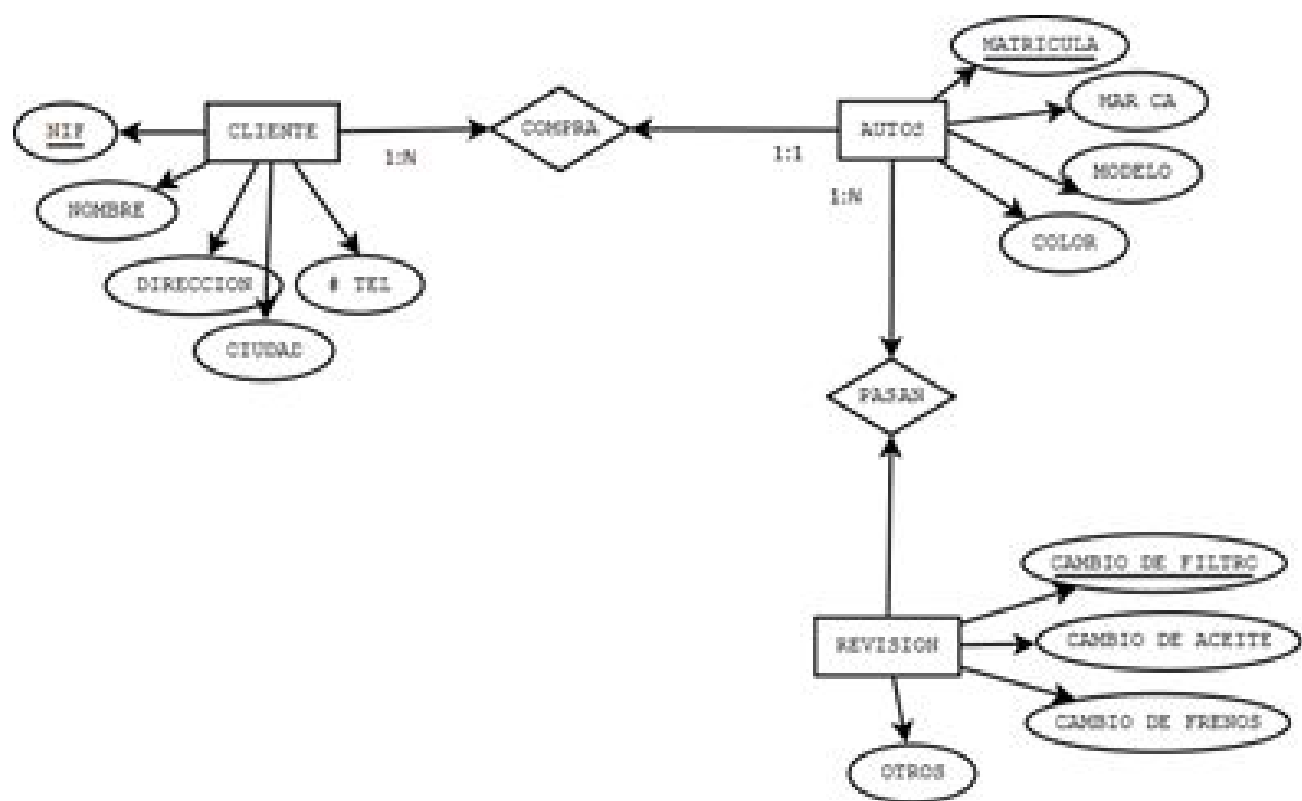 MATRICULA
NIF
CLIENTE
COMPRA
AUTOS
MAR CA
1:N
1:1
MODELO
1:N
NOMBRE
COLOR
DIRECCION
# TEL
CIUDAD
PASAN
CAMBIO DE FILTRO
REVISION
CAMBIO DE ACEITE
CAMBIO DE FRENOS
OTROS